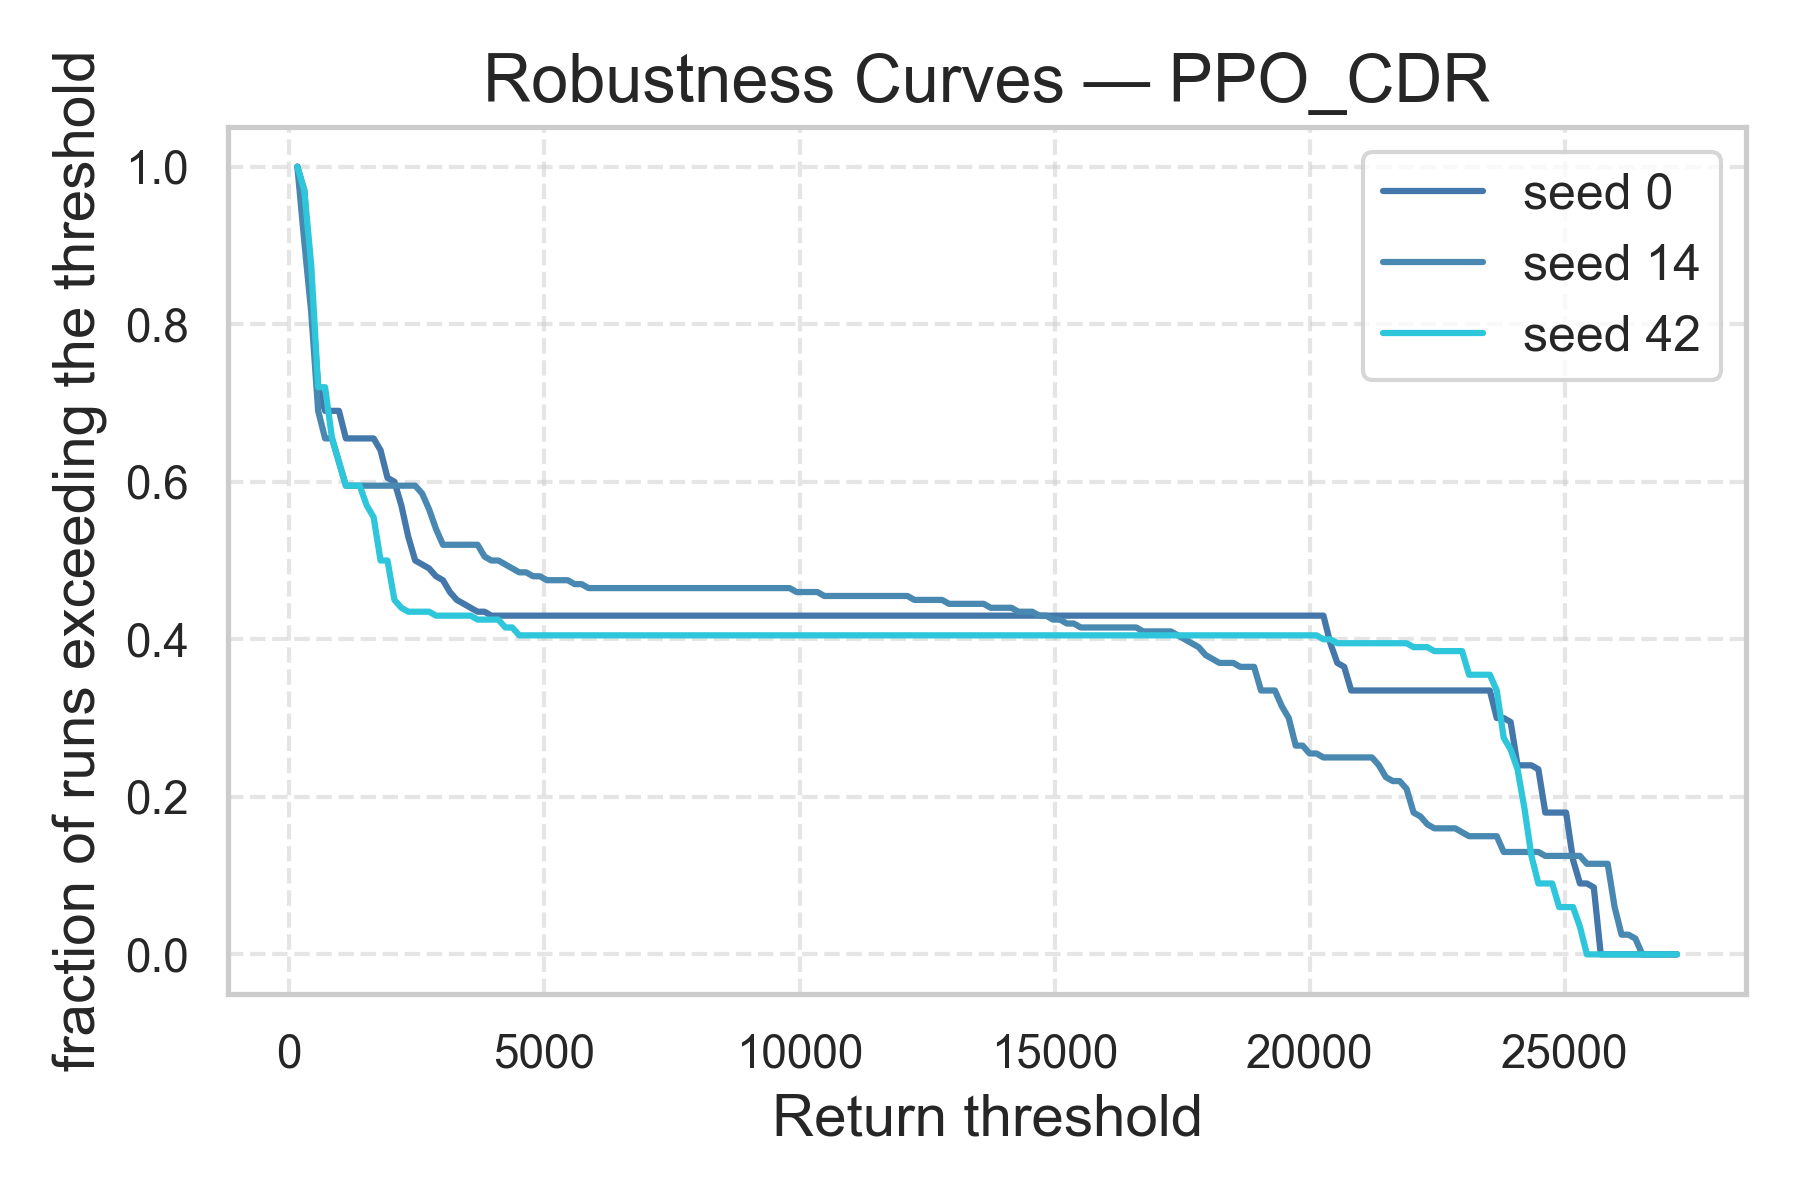 Robustness Curves — PPO_CDR
fraction of runs exceeding the threshold
1.0
0.8
0.6
0.4
0.2
0.0
seed 0
seed 14
seed 42
0 5000 10000 15000 20000 25000
Return threshold